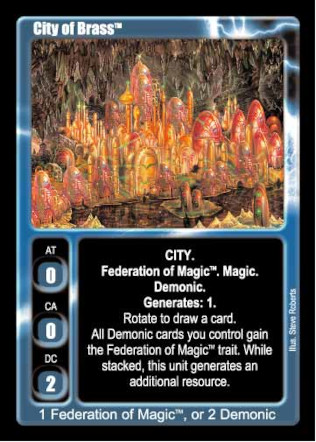 City of Brass™
AT
0
CA
0
DC
2
CITY.
Federation of Magic™. Magic.
Demonic.
Generates: 1.
Rotate to draw a card.
All Demonic cards you control gain
the Federation of Magic™ trait. While
stacked, this unit generates an
additional resource.
Illus. Steve Roberts
1 Federation of Magic™, or 2 Demonic